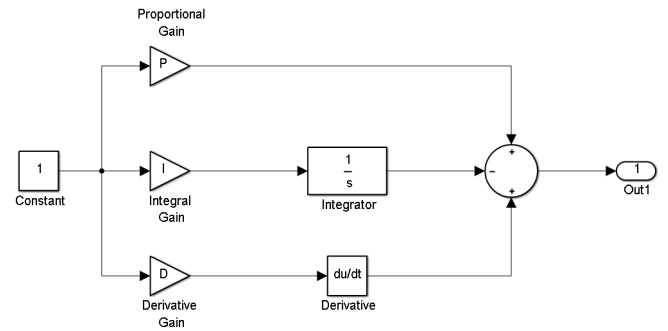 Proportional
Gain
P
+
1
Constant
I
Integral
Gain
1
s
Integrator
−
1
Out1
+
D
Derivative
Gain
du/dt
Derivative